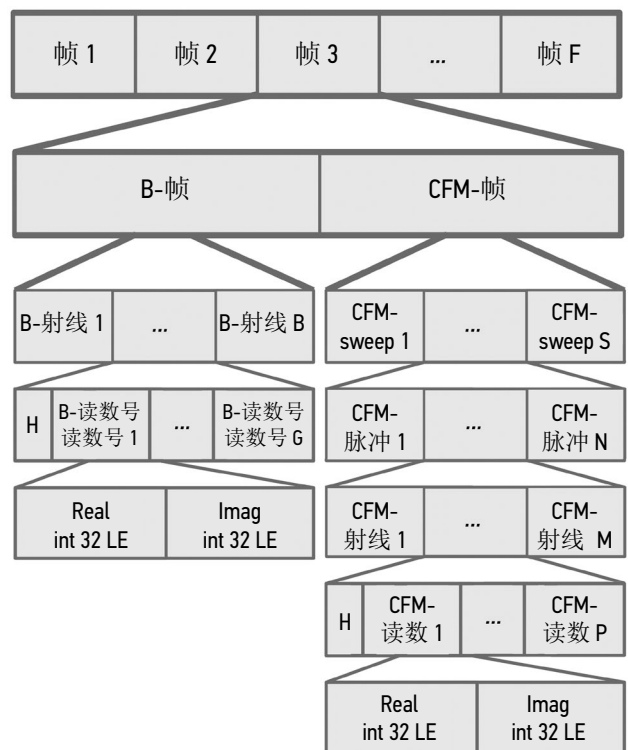 帧 1 帧 2 帧 3 ... 帧 F
B-帧 CFM-帧
B-射线 1 ... B-射线 B
H B-读数号 读数号 1 ... B-读数号 读数号 G
Real int 32 LE Imag int 32 LE
CFM-sweep 1 ... CFM-sweep S
CFM-脉冲 1 ... CFM-脉冲 N
CFM-射线 1 ... CFM-射线 M
H CFM-读数 1 ... CFM-读数 P
Real int 32 LE Imag int 32 LE